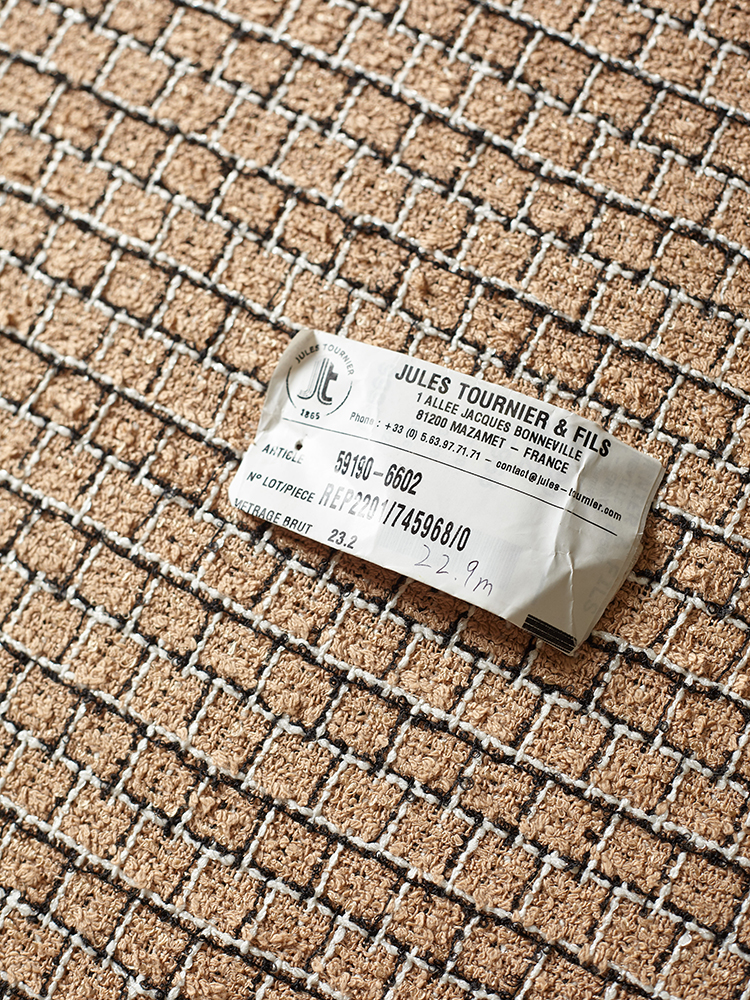 JULES TOURNIER
Jt
1865
JULES TOURNIER & FILS
1 ALLEE JACQUES BONNEVILLE
81200 MAZAMET – FRANCE
Phone : +33 (0) 5.63.97.71.71 – contact@jules–tournier.com
ARTICLE 59190–6602
N° LOT/PIECE REP2201/745968/0
METRAGE BRUT 23.2
22.9m